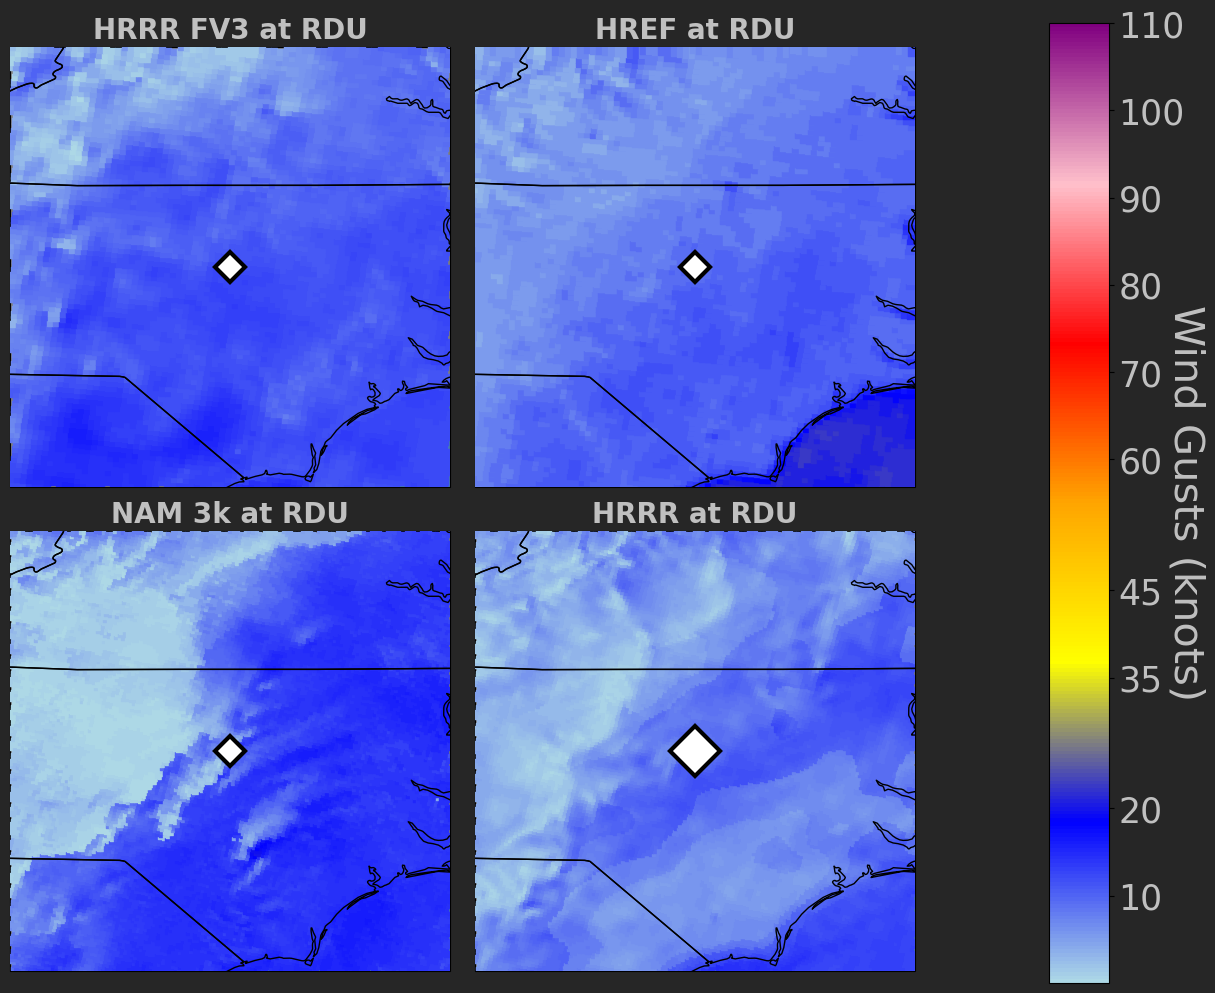 HRRR FV3 at RDU
HREF at RDU
NAM 3k at RDU
HRRR at RDU
110
100
90
80
70
60
45
35
20
10
Wind Gusts (knots)